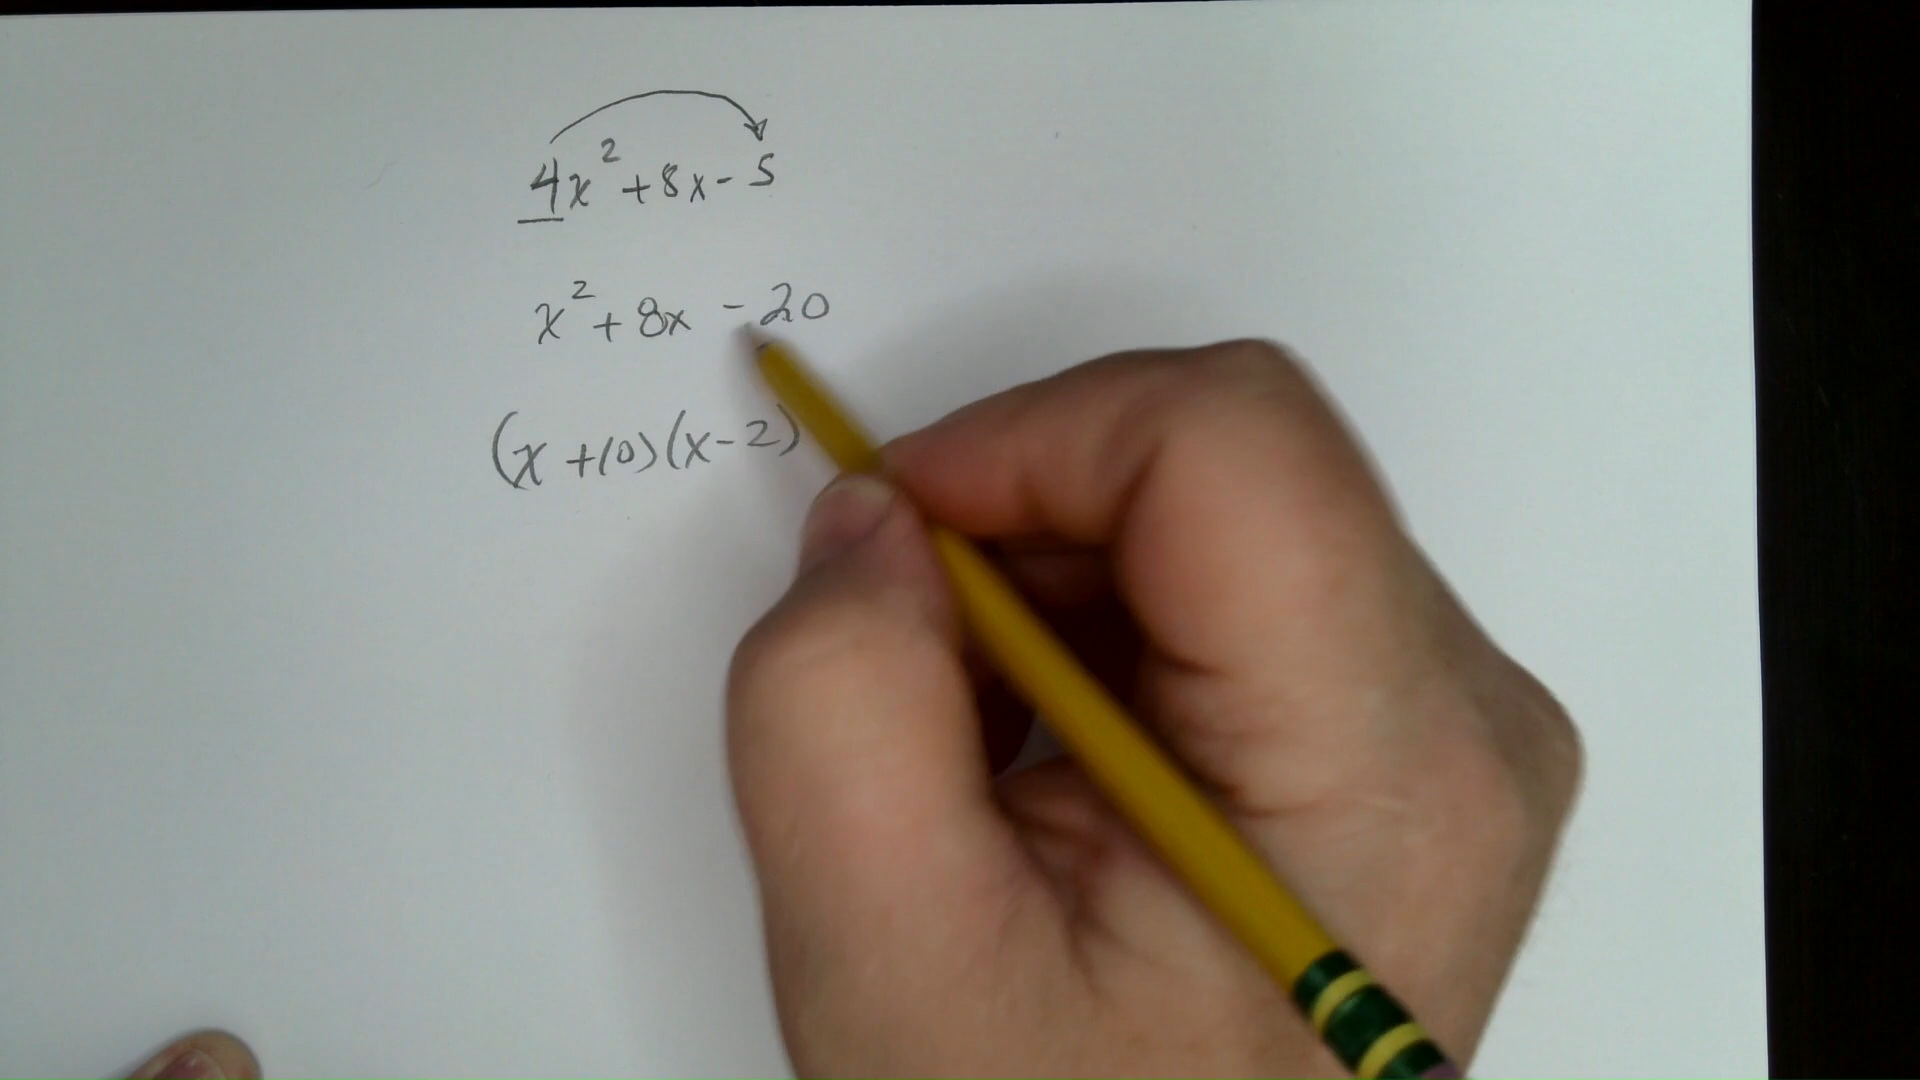 4x² + 8x - 5
x² + 8x - 20
(x + 10)(x - 2)